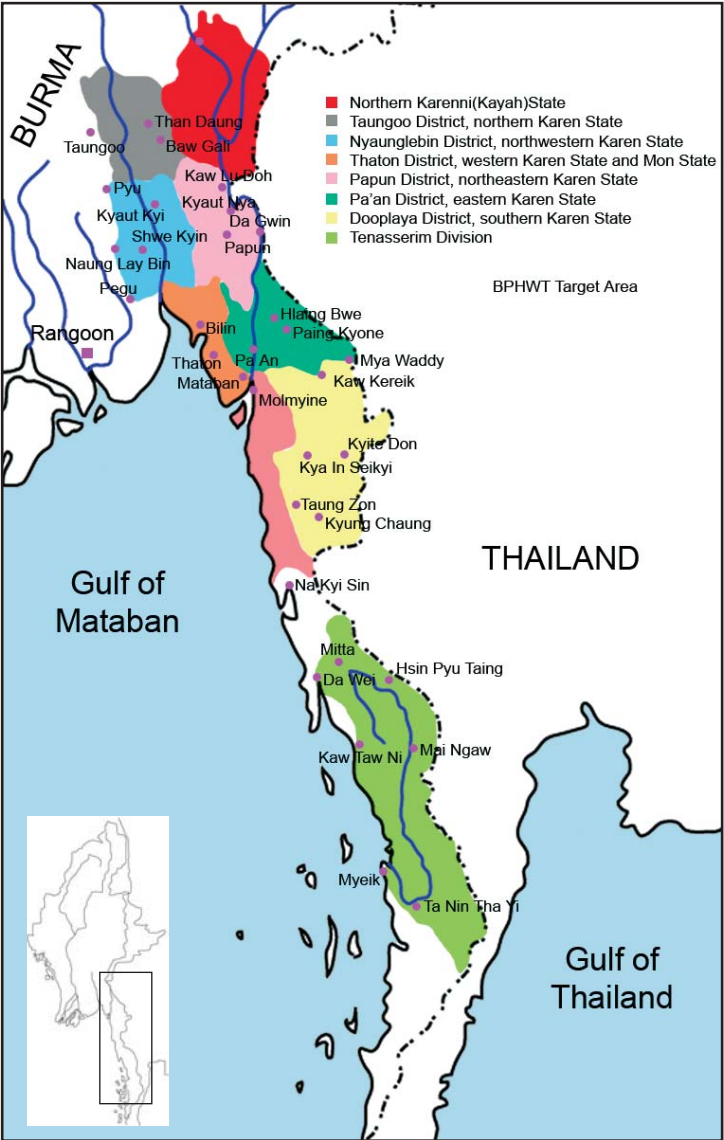 BURMA
Northern Karenni(Kayah)State
Taungoo District, northern Karen State
Nyaunglebin District, northwestern Karen State
Thaton District, western Karen State and Mon State
Papun District, northeastern Karen State
Pa'an District, eastern Karen State
Dooplaya District, southern Karen State
Tenasserim Division
BPHWT Target Area
Than Daung
Taungoo
Baw Gali
Kaw Lu Doh
Pyu
Kyaut Nya
Kyaut Kyi
Da Gwin
Shwe Kyin
Papun
Naung Lay Bin
Pegu
Hlaing Bwe
Rangoon
Bilin
Paing Kyone
Thaton
Pa An
Mya Waddy
Mataban
Kaw Kereik
Molmyine
Kyite Don
Kya In Seikyi
Taung Zon
Kyung Chaung
THAILAND
Gulf of
Mataban
Na Kyi Sin
Mitta
Hsin Pyu Taing
Da Wei
Kaw Taw Ni
Mai Ngaw
Myeik
Ta Nin Tha Yi
Gulf of
Thailand